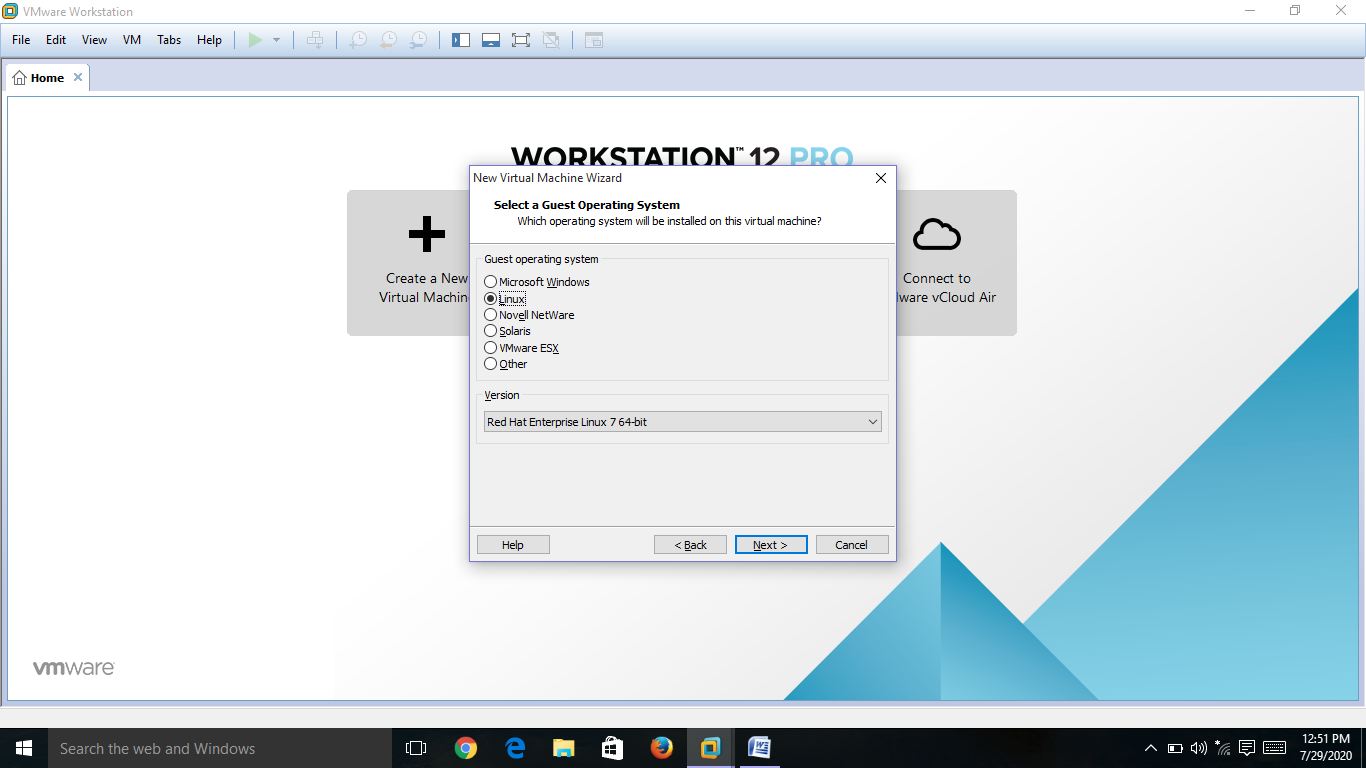 VMware Workstation
File Edit View VM Tabs Help
Home
WORKSTATION™ 12 PRO
New Virtual Machine Wizard
Select a Guest Operating System
Which operating system will be installed on this virtual machine?
Create a New
Virtual Machin
Connect to
ware vCloud Air
Guest operating system
Microsoft Windows
Linux
Novell NetWare
Solaris
VMware ESX
Other
Version
Red Hat Enterprise Linux 7 64-bit
Help < Back Next > Cancel
vmware
Search the web and Windows
12:51 PM
7/29/2020